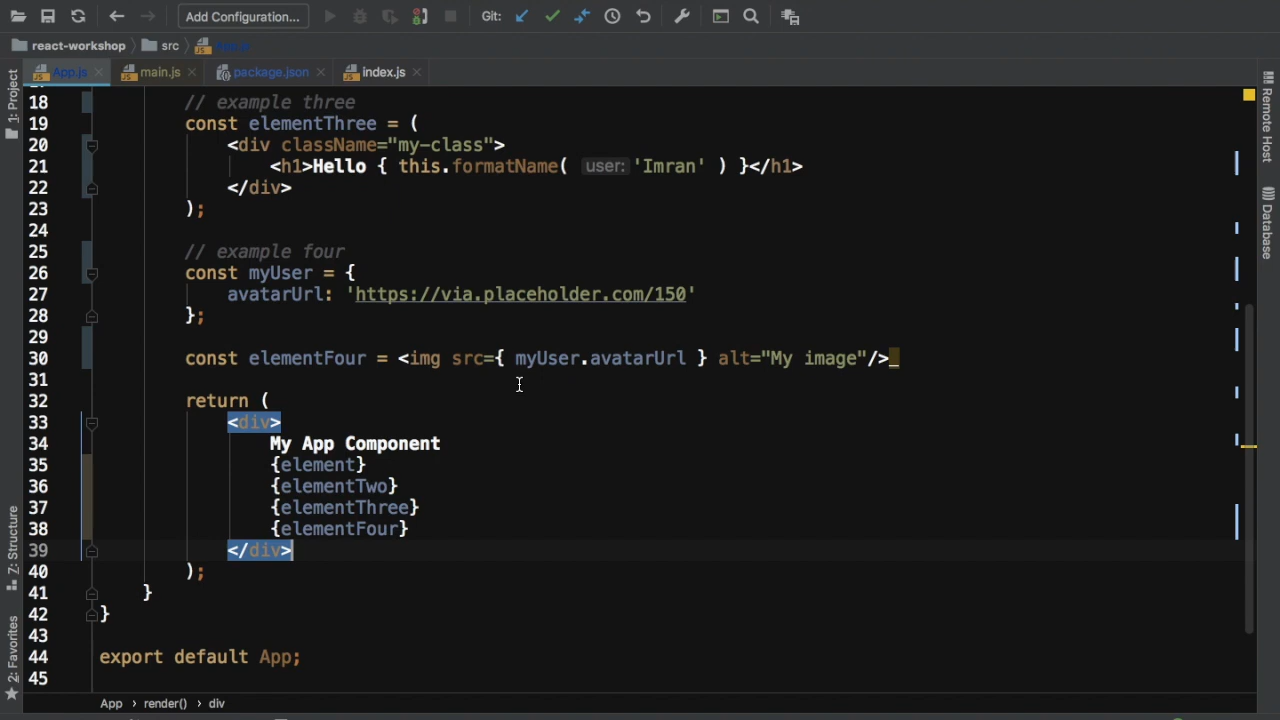 Add Configuration...
Git:
react-workshop
src
App.js
App.js
main.js
package.json
index.js
1: Project
Z: Structure
2: Favorites
Remote Host
Database
18 // example three
19 const elementThree = (
20 <div className="my-class">
21 <h1>Hello { this.formatName( user: 'Imran' ) }</h1>
22 </div>
23 );
24
25 // example four
26 const myUser = {
27 avatarUrl: 'https://via.placeholder.com/150'
28 };
29
30 const elementFour = <img src={ myUser.avatarUrl } alt="My image"/>
31
32 return (
33 <div>
34 My App Component
35 {element}
36 {elementTwo}
37 {elementThree}
38 {elementFour}
39 </div>
40 );
41 }
42 }
43
44 export default App;
45
App › render() › div